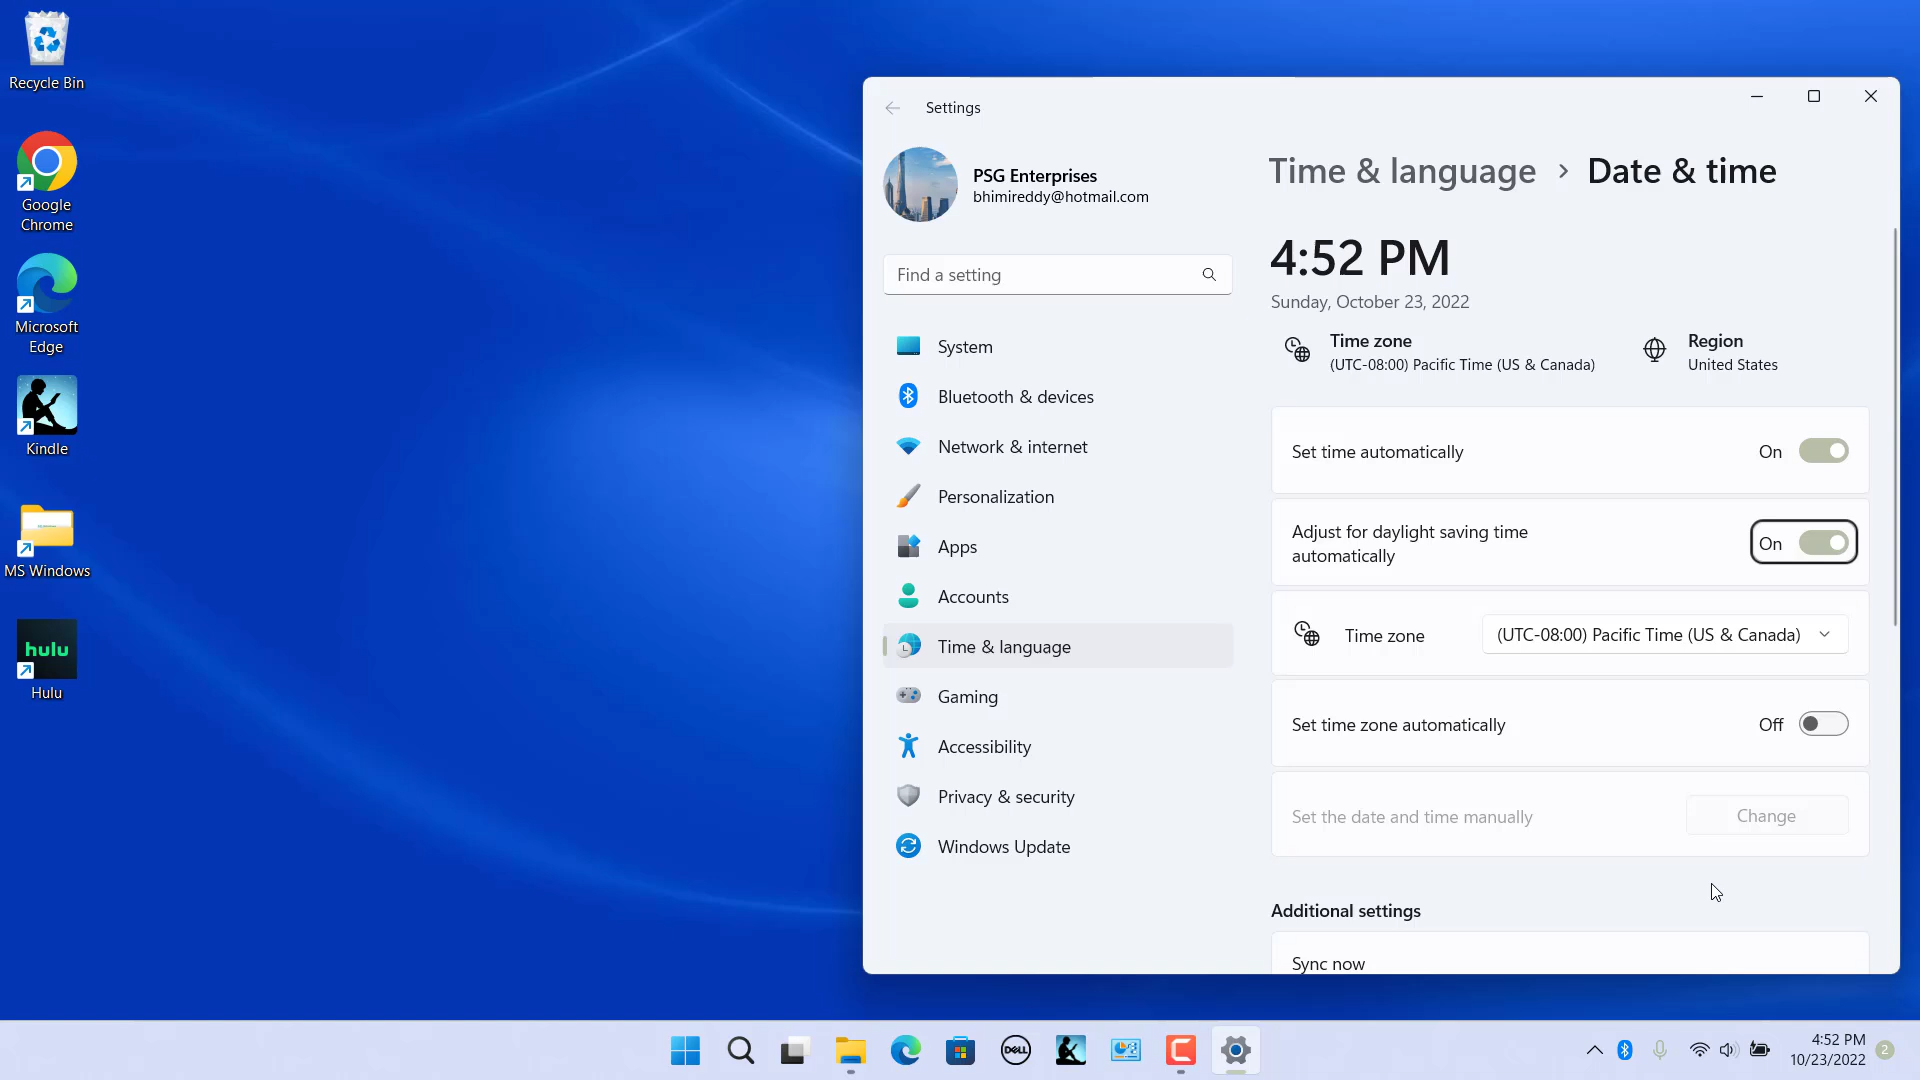 Recycle Bin
Google
Chrome
Microsoft
Edge
Kindle
MS Windows
hulu
Hulu
Settings
PSG Enterprises
bhimireddy@hotmail.com
Find a setting
System
Bluetooth & devices
Network & internet
Personalization
Apps
Accounts
Time & language
Gaming
Accessibility
Privacy & security
Windows Update
Time & language › Date & time
4:52 PM
Sunday, October 23, 2022
Time zone
(UTC-08:00) Pacific Time (US & Canada)
Region
United States
Set time automatically On
Adjust for daylight saving time
automatically
On
Time zone (UTC-08:00) Pacific Time (US & Canada)
Set time zone automatically Off
Set the date and time manually Change
Additional settings
Sync now
DELL
4:52 PM
10/23/2022
2